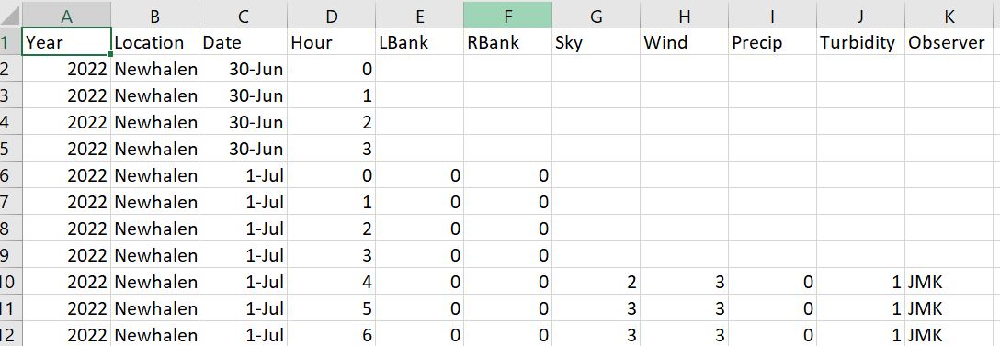 A B C D E F G H I J K
1 Year Location Date Hour LBank RBank Sky Wind Precip Turbidity Observer
2 2022 Newhalen 30-Jun 0
3 2022 Newhalen 30-Jun 1
4 2022 Newhalen 30-Jun 2
5 2022 Newhalen 30-Jun 3
6 2022 Newhalen 1-Jul 0 0 0
7 2022 Newhalen 1-Jul 1 0 0
8 2022 Newhalen 1-Jul 2 0 0
9 2022 Newhalen 1-Jul 3 0 0
10 2022 Newhalen 1-Jul 4 0 0 2 3 0 1 JMK
11 2022 Newhalen 1-Jul 5 0 0 3 3 0 1 JMK
12 2022 Newhalen 1-Jul 6 0 0 3 3 0 1 JMK